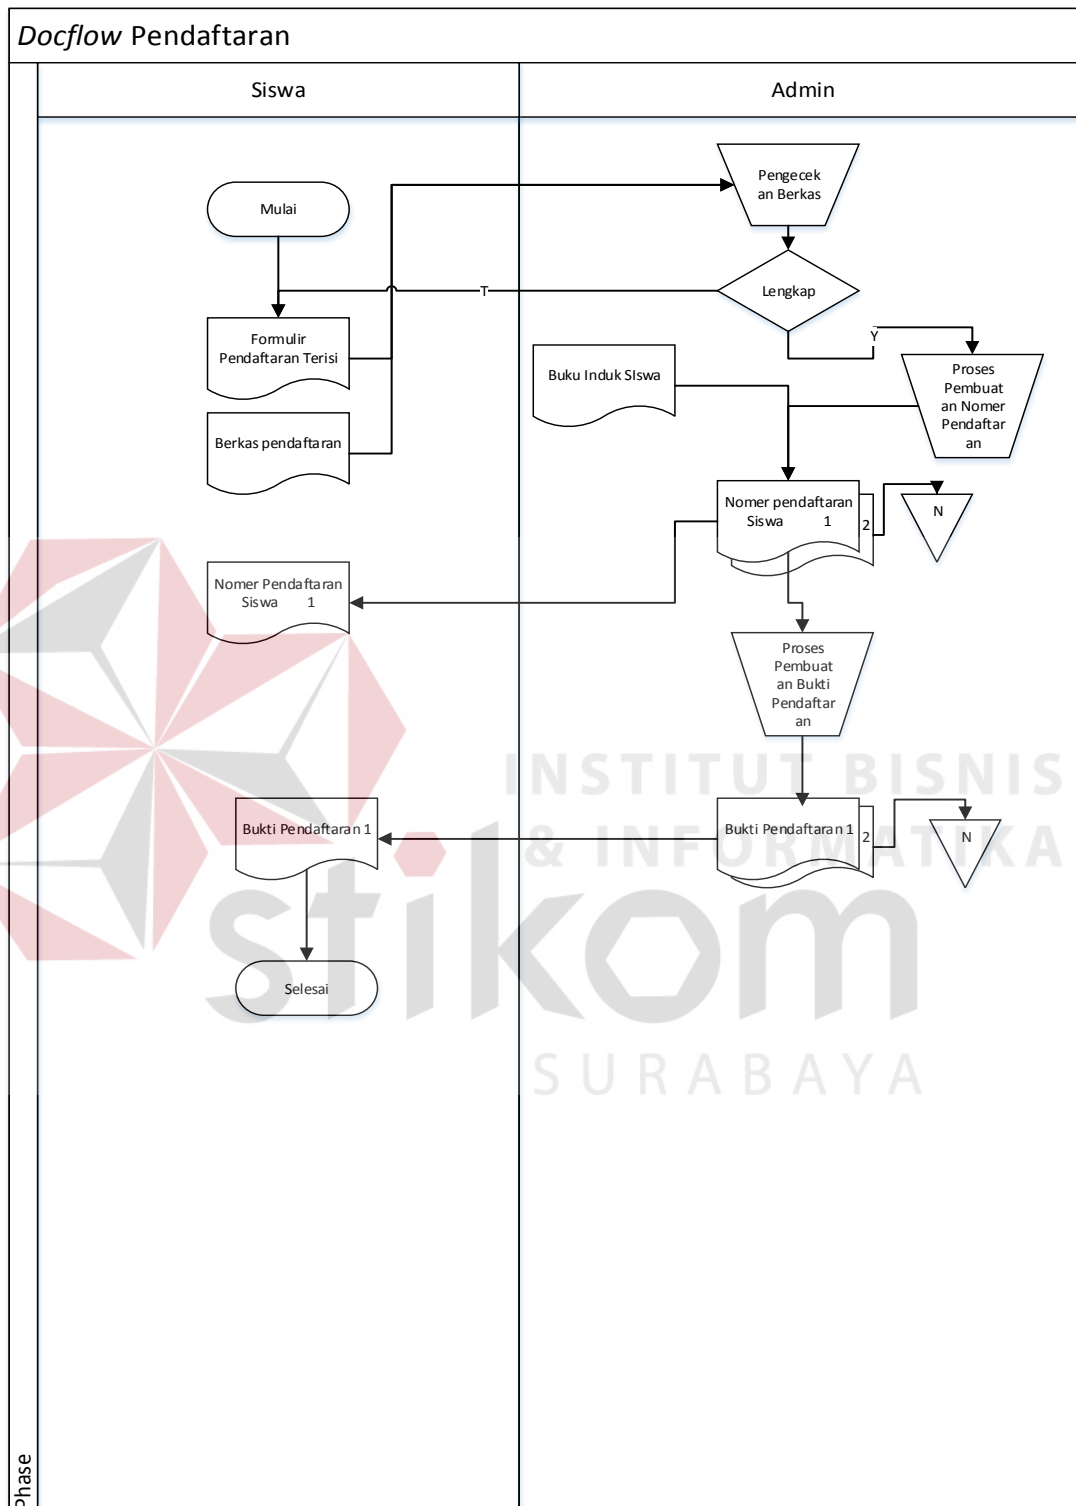 Docflow Pendaftaran
Siswa
Admin
Mulai
Pengecek
an Berkas
Lengkap
T
Y
Formulir
Pendaftaran Terisi
Berkas pendaftaran
Buku Induk SIswa
Proses
Pembuat
an Nomer
Pendaftar
an
Nomer pendaftaran
Siswa 1
2
N
Nomer Pendaftaran
Siswa 1
Proses
Pembuat
an Bukti
Pendaftar
an
Bukti Pendaftaran 1
Bukti Pendaftaran 1
2
N
Selesai
Phase
INSTITUT BISNIS
& INFORMATIKA
stikom
SURABAYA